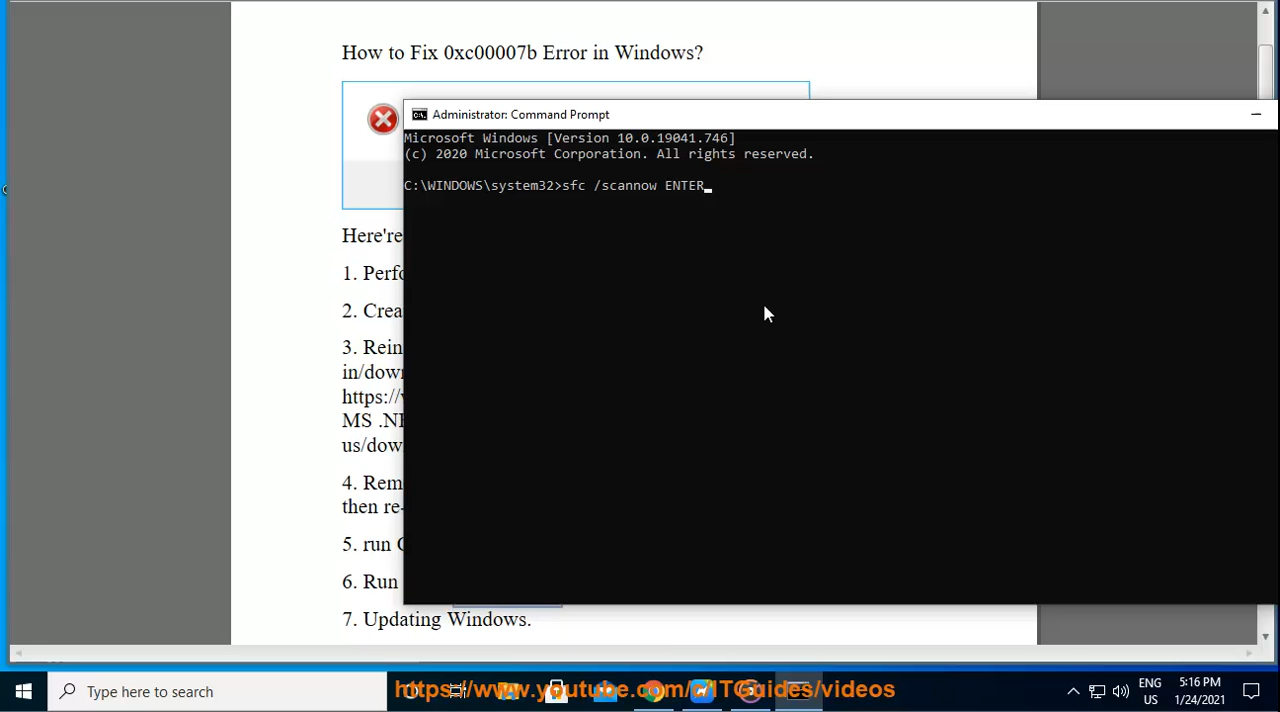 How to Fix 0xc00007b Error in Windows?
Administrator: Command Prompt
Microsoft Windows [Version 10.0.19041.746]
(c) 2020 Microsoft Corporation. All rights reserved.
C:\WINDOWS\system32>sfc /scannow ENTER
Here're
1. Perfo
2. Crea
3. Rein
in/dow
https://
MS .NE
us/dow
4. Rem
then re-
5. run C
6. Run
7. Updating Windows.
Type here to search
https://www.youtube.com/c/ITGuides/videos
ENG
US
5:16 PM
1/24/2021